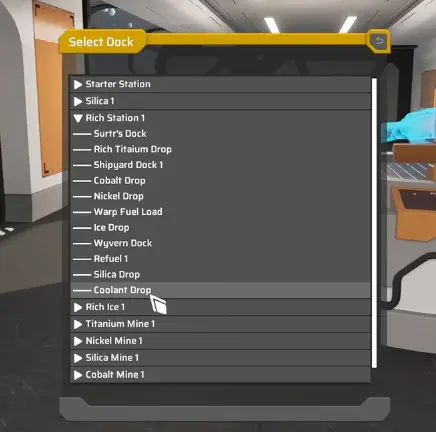 Select Dock
Starter Station
Silica 1
Rich Station 1
Surtr's Dock
Rich Titaium Drop
Shipyard Dock 1
Cobalt Drop
Nickel Drop
Warp Fuel Load
Ice Drop
Wyvern Dock
Refuel 1
Silica Drop
Coolant Drop
Rich Ice 1
Titanium Mine 1
Nickel Mine 1
Silica Mine 1
Cobalt Mine 1